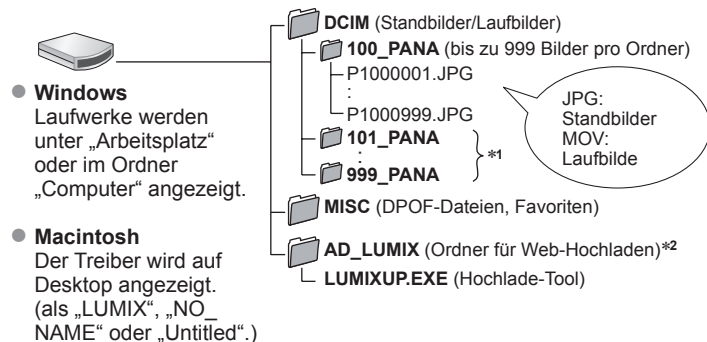 ● Windows
Laufwerke werden
unter „Arbeitsplatz“
oder im Ordner
„Computer“ angezeigt.
● Macintosh
Der Treiber wird auf
Desktop angezeigt.
(als „LUMIX“, „NO_
NAME“ oder „Untitled“.)
DCIM (Standbilder/Laufbilder)
100_PANA (bis zu 999 Bilder pro Ordner)
P1000001.JPG
:
P1000999.JPG
101_PANA
:
999_PANA
*1
JPG:
Standbilder
MOV:
Laufbilde
MISC (DPOF-Dateien, Favoriten)
AD_LUMIX (Ordner für Web-Hochladen)*2
LUMIXUP.EXE (Hochlade-Tool)